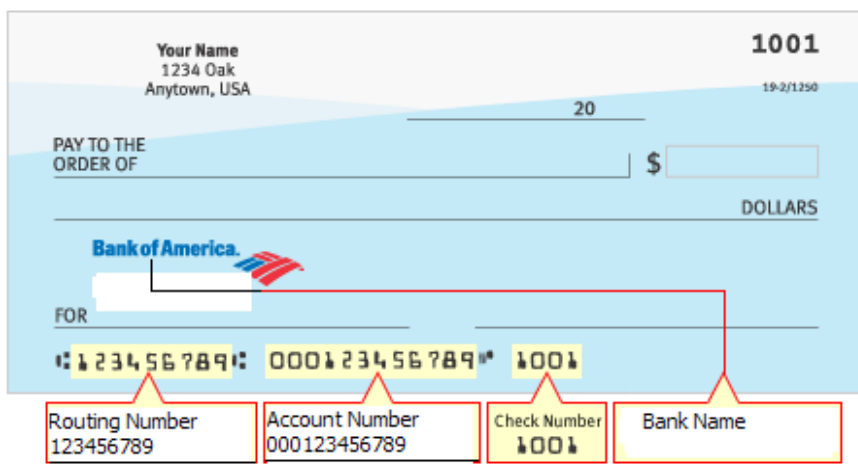 Your Name
1001
1234 Oak
Anytown, USA
19-2/1250
20
PAY TO THE
ORDER OF
$
DOLLARS
Bank of America.
FOR
⑆123456789⑆ 000123456789⑈ 1001
Routing Number
123456789
Account Number
000123456789
Check Number
1001
Bank Name